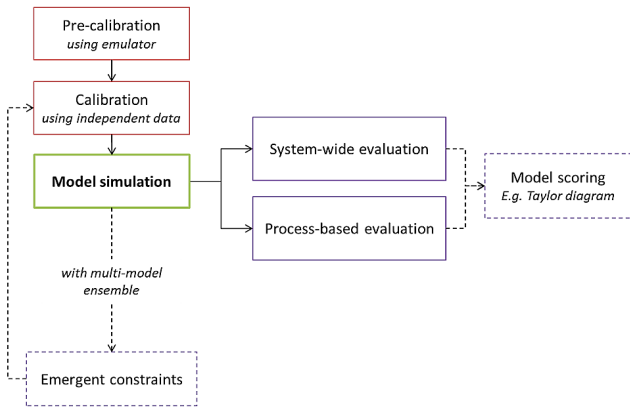 Pre-calibration
using emulator
Calibration
using independent data
Model simulation
System-wide evaluation
Process-based evaluation
Model scoring
E.g. Taylor diagram
with multi-model
ensemble
Emergent constraints